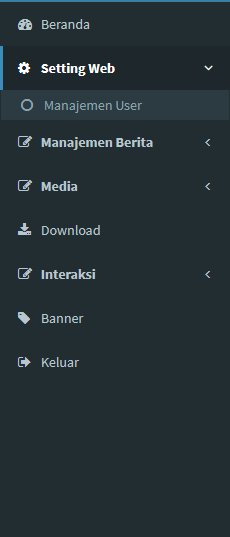 Beranda
Setting Web
Manajemen User
Manajemen Berita
Media
Download
Interaksi
Banner
Keluar